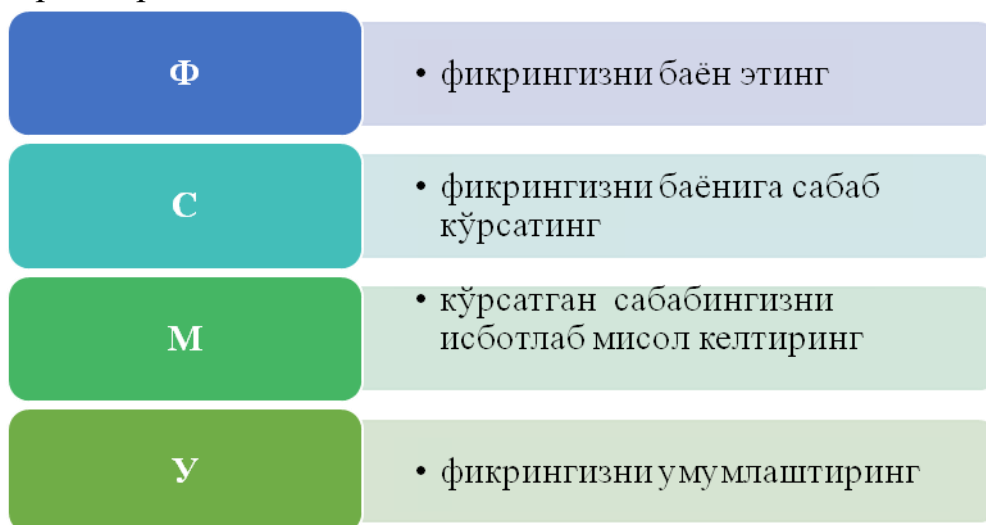 Ф
• фикрингизни баён этинг
С
• фикрингизни баёнига сабаб
кўрсатинг
М
• кўрсатган сабабингизни
исботлаб мисол келтиринг
У
• фикрингизни умумлаштиринг